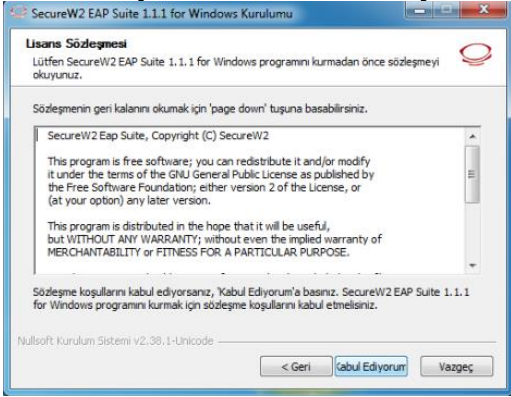 SecureW2 EAP Suite 1.1.1 for Windows Kurulumu
Lisans Sözleşmesi
Lütfen SecureW2 EAP Suite 1.1.1 for Windows programını kurmadan önce sözleşmeyi
okuyunuz.
Sözleşmenin geri kalanını okumak için 'page down' tuşuna basabilirsiniz.
SecureW2 Eap Suite, Copyright (C) SecureW2
This program is free software; you can redistribute it and/or modify
it under the terms of the GNU General Public License as published by
the Free Software Foundation; either version 2 of the License, or
(at your option) any later version.
This program is distributed in the hope that it will be useful,
but WITHOUT ANY WARRANTY; without even the implied warranty of
MERCHANTABILITY or FITNESS FOR A PARTICULAR PURPOSE.
Sözleşme koşullarını kabul ediyorsanız, 'Kabul Ediyorum'a basınız. SecureW2 EAP Suite 1.1.1
for Windows programını kurmak için sözleşme koşullarını kabul etmelisiniz.
Nullsoft Kurulum Sistemi v2.38.1-Unicode
< Geri
Kabul Ediyorum
Vazgeç